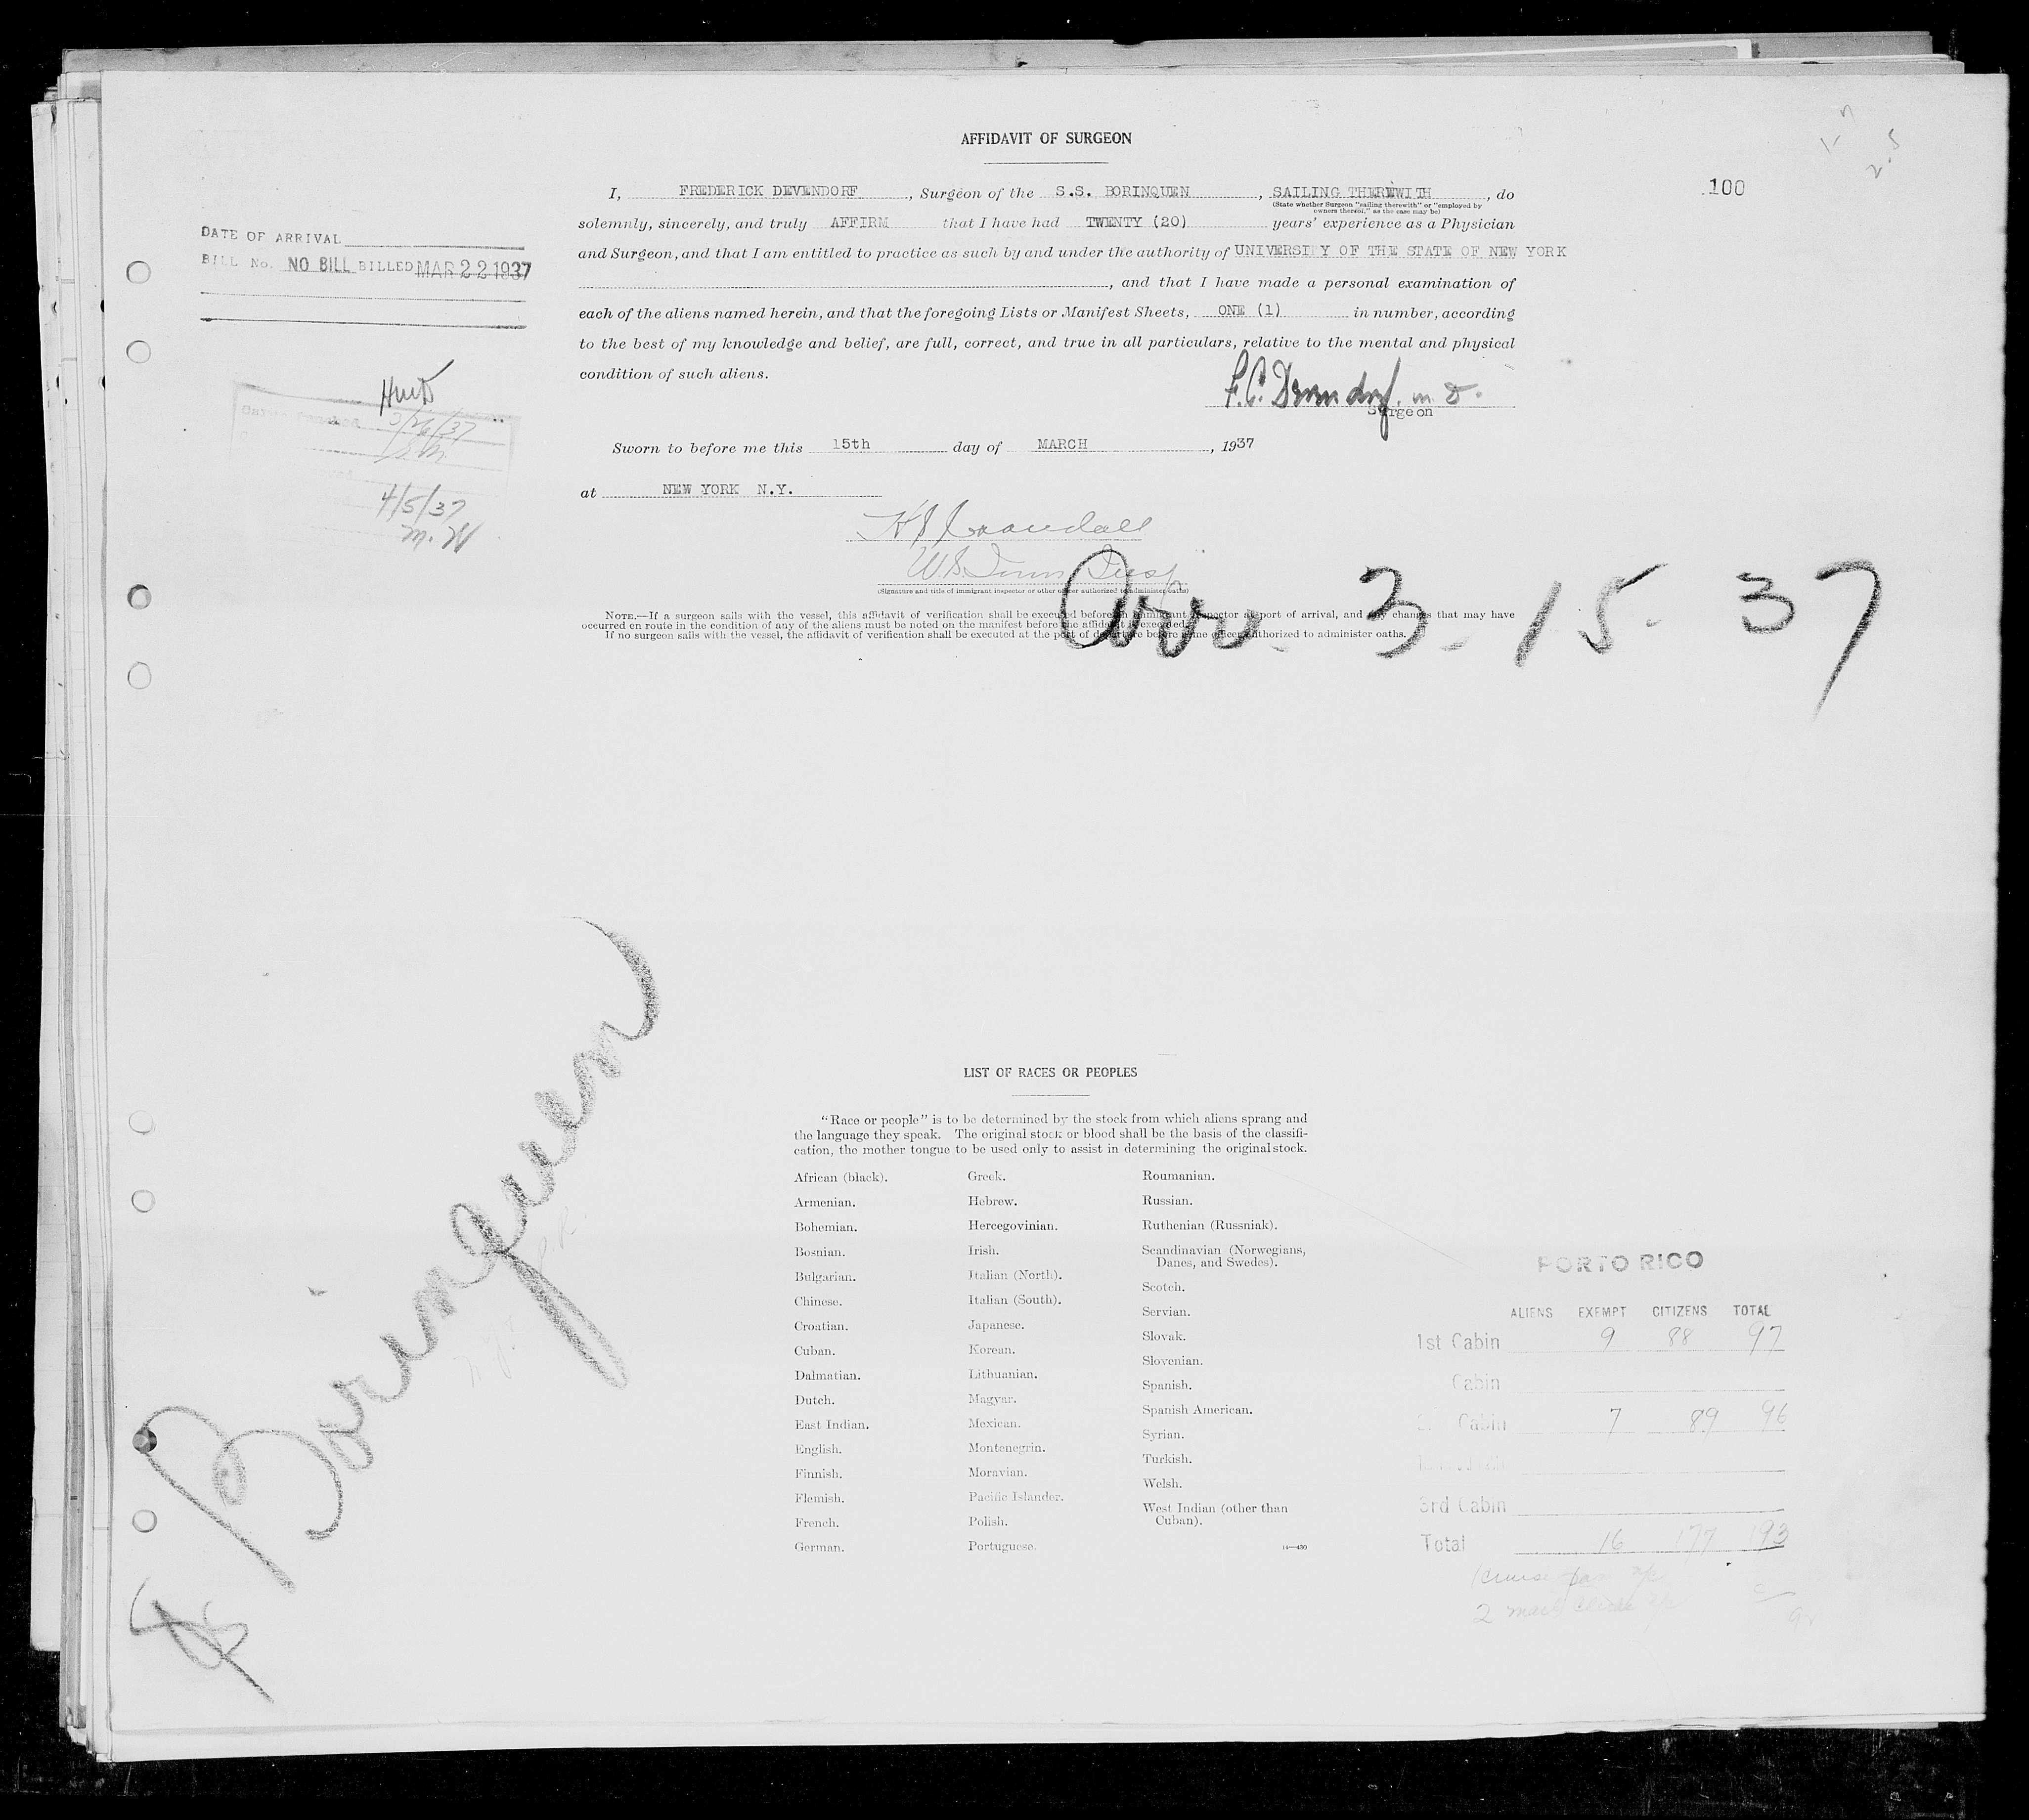 AFFIDAVIT OF SURGEON
100
I, FREDERICK DEVENDORF, Surgeon of the S.S. BORINQUEN, SAILING THEREWITH, do
(State whether Surgeon "sailing therewith" or "employed by
owners thereof," as the case may be)
solemnly, sincerely, and truly AFFIRM that I have had TWENTY (20) years' experience as a Physician
and Surgeon, and that I am entitled to practice as such by and under the authority of UNIVERSITY OF THE STATE OF NEW YORK
, and that I have made a personal examination of
each of the aliens named herein, and that the foregoing Lists or Manifest Sheets, ONE (1) in number, according
to the best of my knowledge and belief, are full, correct, and true in all particulars, relative to the mental and physical
condition of such aliens.
Surgeon
Sworn to before me this 15th day of MARCH, 1937
at NEW YORK N.Y.
(Signature and title of immigrant inspector or other officer authorized to administer oaths)
NOTE.—If a surgeon sails with the vessel, this affidavit of verification shall be executed before an immigrant inspector at port of arrival, and any changes that may have
occurred en route in the condition of any of the aliens must be noted on the manifest before the affidavit is executed.
If no surgeon sails with the vessel, the affidavit of verification shall be executed at the port of departure before some officer authorized to administer oaths.
Arr. 3-15-37
DATE OF ARRIVAL
BILL No. NO BILL BILLED MAR 22 1937
3/26/37
4/5/37
M. W
SS Borinquen
LIST OF RACES OR PEOPLES
"Race or people" is to be determined by the stock from which aliens sprang and
the language they speak. The original stock or blood shall be the basis of the classifi-
cation, the mother tongue to be used only to assist in determining the original stock.
African (black).
Armenian.
Bohemian.
Bosnian.
Bulgarian.
Chinese.
Croatian.
Cuban.
Dalmatian.
Dutch.
East Indian.
English.
Finnish.
Flemish.
French.
German.
Greek.
Hebrew.
Hercegovinian.
Irish.
Italian (North).
Italian (South).
Japanese.
Korean.
Lithuanian.
Magyar.
Mexican.
Montenegrin.
Moravian.
Pacific Islander.
Polish.
Portuguese.
Roumanian.
Russian.
Ruthenian (Russniak).
Scandinavian (Norwegians,
Danes, and Swedes).
Scotch.
Servian.
Slovak.
Slovenian.
Spanish.
Spanish American.
Syrian.
Turkish.
Welsh.
West Indian (other than
Cuban).
14—430
PORTO RICO
ALIENS EXEMPT CITIZENS TOTAL
1st Cabin 9 88 97
Cabin
Cabin 7 89 96
3rd Cabin
Total 16 177 193